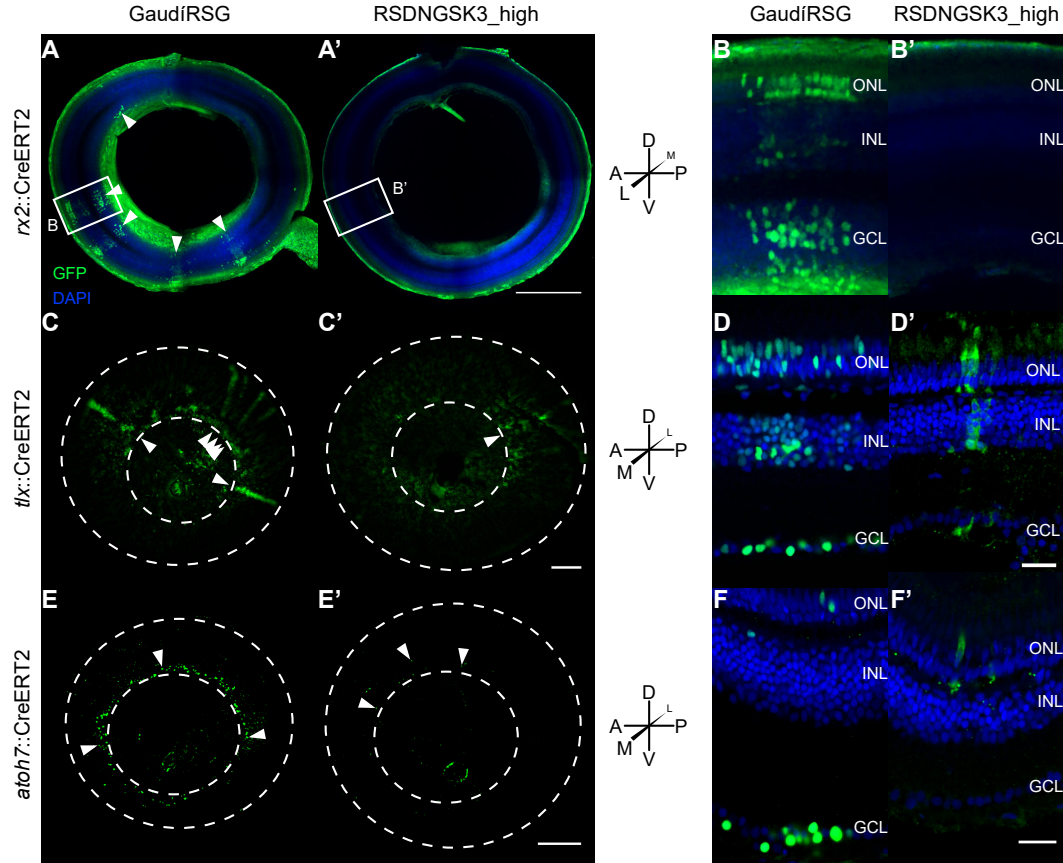 GaudíRSG RSDNGSK3_high GaudíRSG RSDNGSK3_high
rx2::CreERT2
A A’ B B’
B B’
GFP
DAPI
D
M
A P
L
V
ONL ONL
INL INL
GCL GCL
tlx::CreERT2
C C’ D D’
D
L
A P
M
V
ONL ONL
INL INL
GCL GCL
atoh7::CreERT2
E E’ F F’
D
L
A P
M
V
ONL ONL
INL INL
GCL GCL